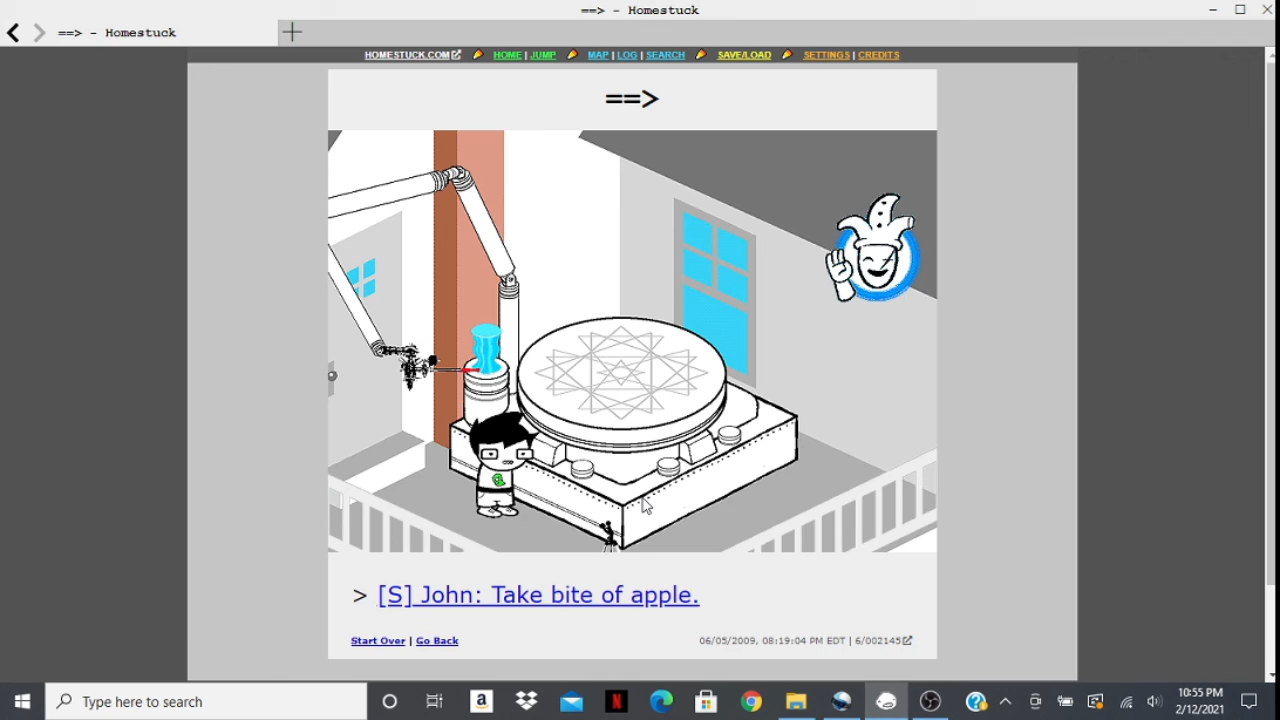 ==> - Homestuck
==> - Homestuck
HOMESTUCK.COM HOME | JUMP MAP | LOG | SEARCH SAVE/LOAD SETTINGS | CREDITS
==>
> [S] John: Take bite of apple.
Start Over | Go Back 06/05/2009, 08:19:04 PM EDT | 6/002145
Type here to search
10:55 PM
2/12/2021